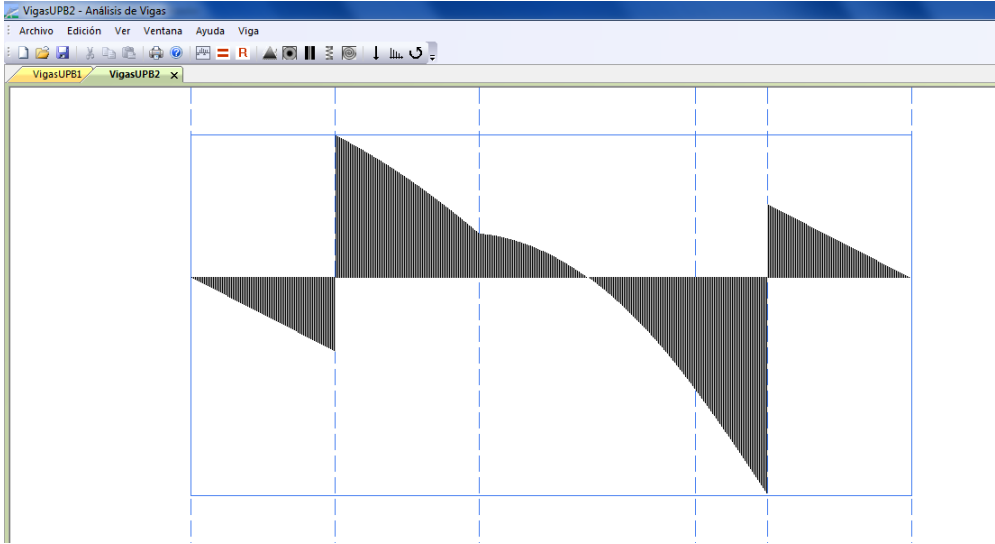 VigasUPB2 - Análisis de Vigas
Archivo Edición Ver Ventana Ayuda Viga
R
VigasUPB1 VigasUPB2 x